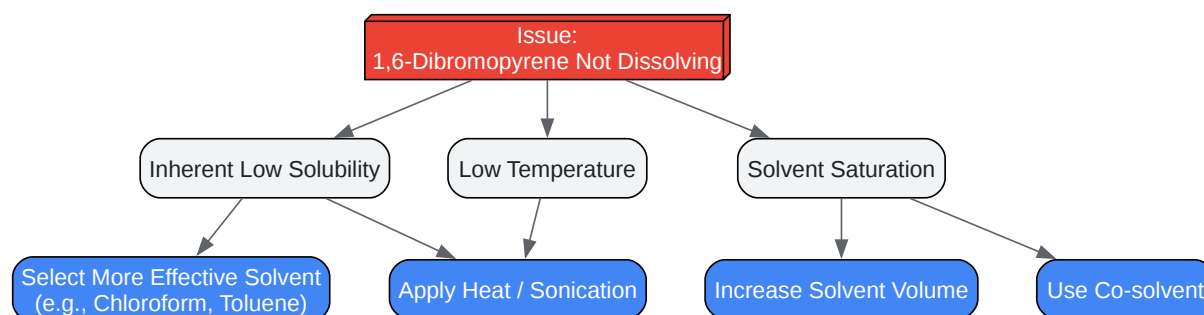 Issue:
1,6-Dibromopyrene Not Dissolving
Inherent Low Solubility
Low Temperature
Solvent Saturation
Select More Effective Solvent
(e.g., Chloroform, Toluene)
Apply Heat / Sonication
Increase Solvent Volume
Use Co-solvent